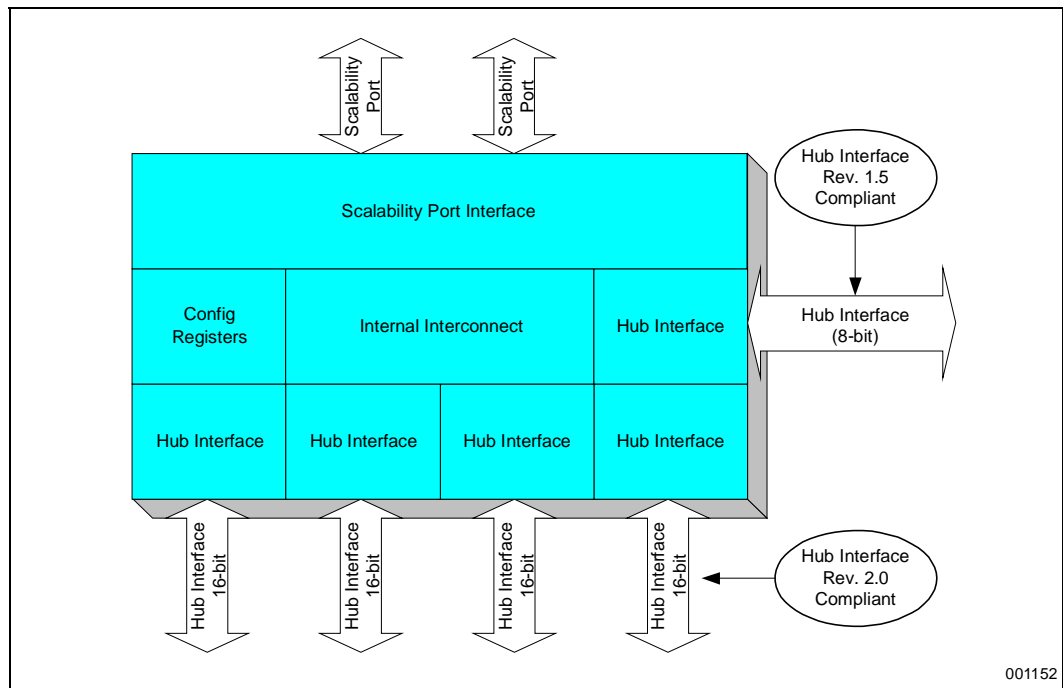 Scalability
Port
Scalability
Port
Hub Interface
Rev. 1.5
Compliant
Scalability Port Interface
Config
Registers
Internal Interconnect
Hub Interface
Hub Interface
(8-bit)
Hub Interface
Hub Interface
Hub Interface
Hub Interface
Hub Interface
16-bit
Hub Interface
16-bit
Hub Interface
16-bit
Hub Interface
16-bit
Hub Interface
Rev. 2.0
Compliant
001152